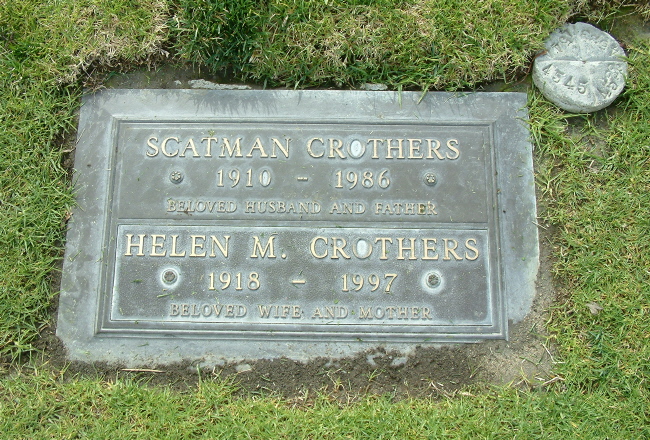 SCATMAN CROTHERS
1910 - 1986
BELOVED HUSBAND AND FATHER
HELEN M. CROTHERS
1918 - 1997
BELOVED WIFE AND MOTHER